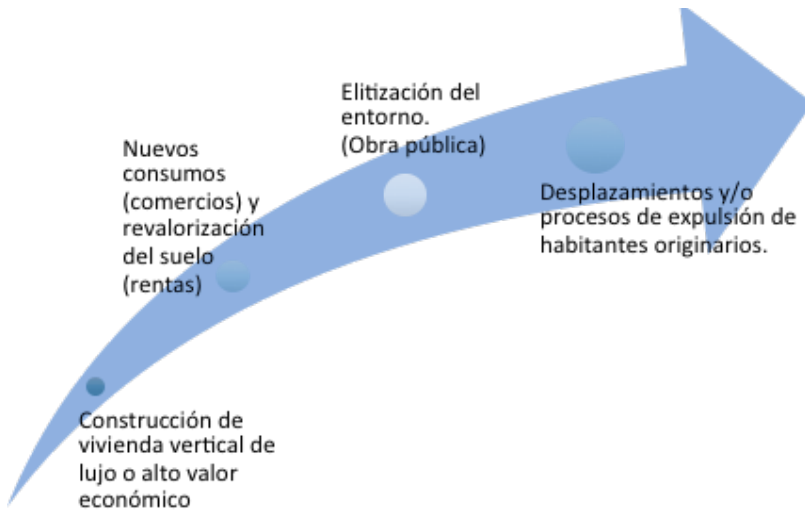 Construcción de
vivienda vertical de
lujo o alto valor
económico
Nuevos
consumos
(comercios) y
revalorización
del suelo
(rentas)
Elitización del
entorno.
(Obra pública)
Desplazamientos y/o
procesos de expulsión de
habitantes originarios.